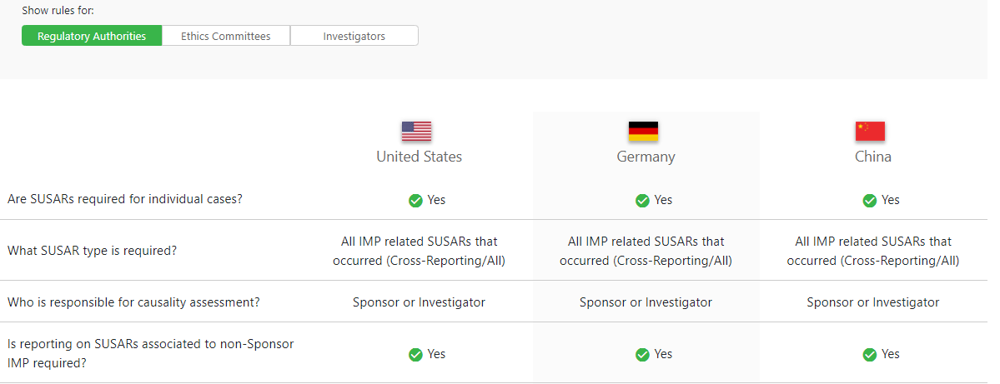 Show rules for:
Regulatory Authorities Ethics Committees Investigators
United States Germany China
Are SUSARs required for individual cases? Yes Yes Yes
What SUSAR type is required?
All IMP related SUSARs that
occurred (Cross-Reporting/All)
All IMP related SUSARs that
occurred (Cross-Reporting/All)
All IMP related SUSARs that
occurred (Cross-Reporting/All)
Who is responsible for causality assessment? Sponsor or Investigator Sponsor or Investigator Sponsor or Investigator
Is reporting on SUSARs associated to non-Sponsor
IMP required?
Yes Yes Yes